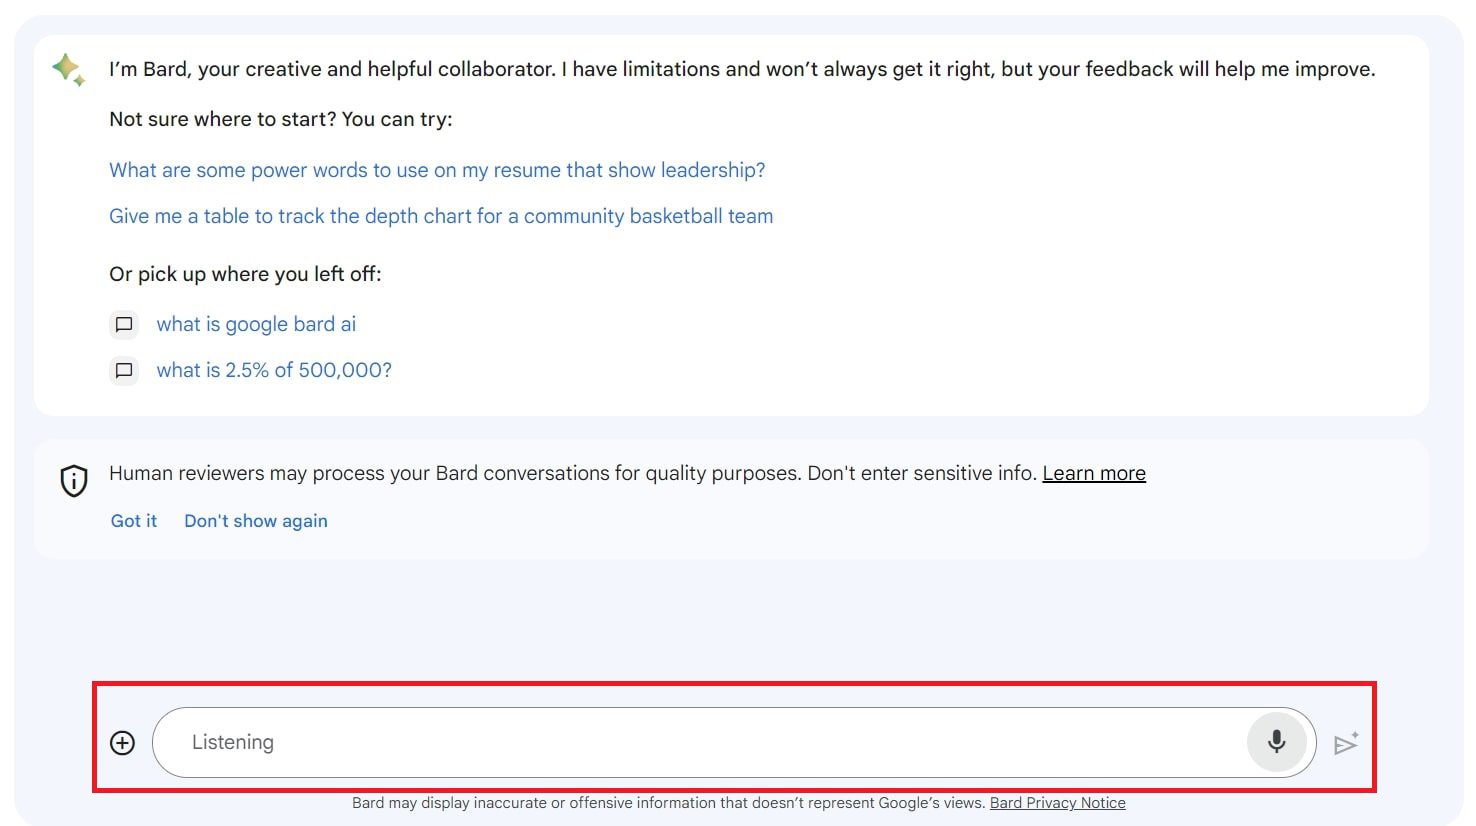 I’m Bard, your creative and helpful collaborator. I have limitations and won’t always get it right, but your feedback will help me improve.
Not sure where to start? You can try:
What are some power words to use on my resume that show leadership?
Give me a table to track the depth chart for a community basketball team
Or pick up where you left off:
what is google bard ai
what is 2.5% of 500,000?
Human reviewers may process your Bard conversations for quality purposes. Don't enter sensitive info. Learn more
Got it Don't show again
Listening
Bard may display inaccurate or offensive information that doesn’t represent Google’s views. Bard Privacy Notice